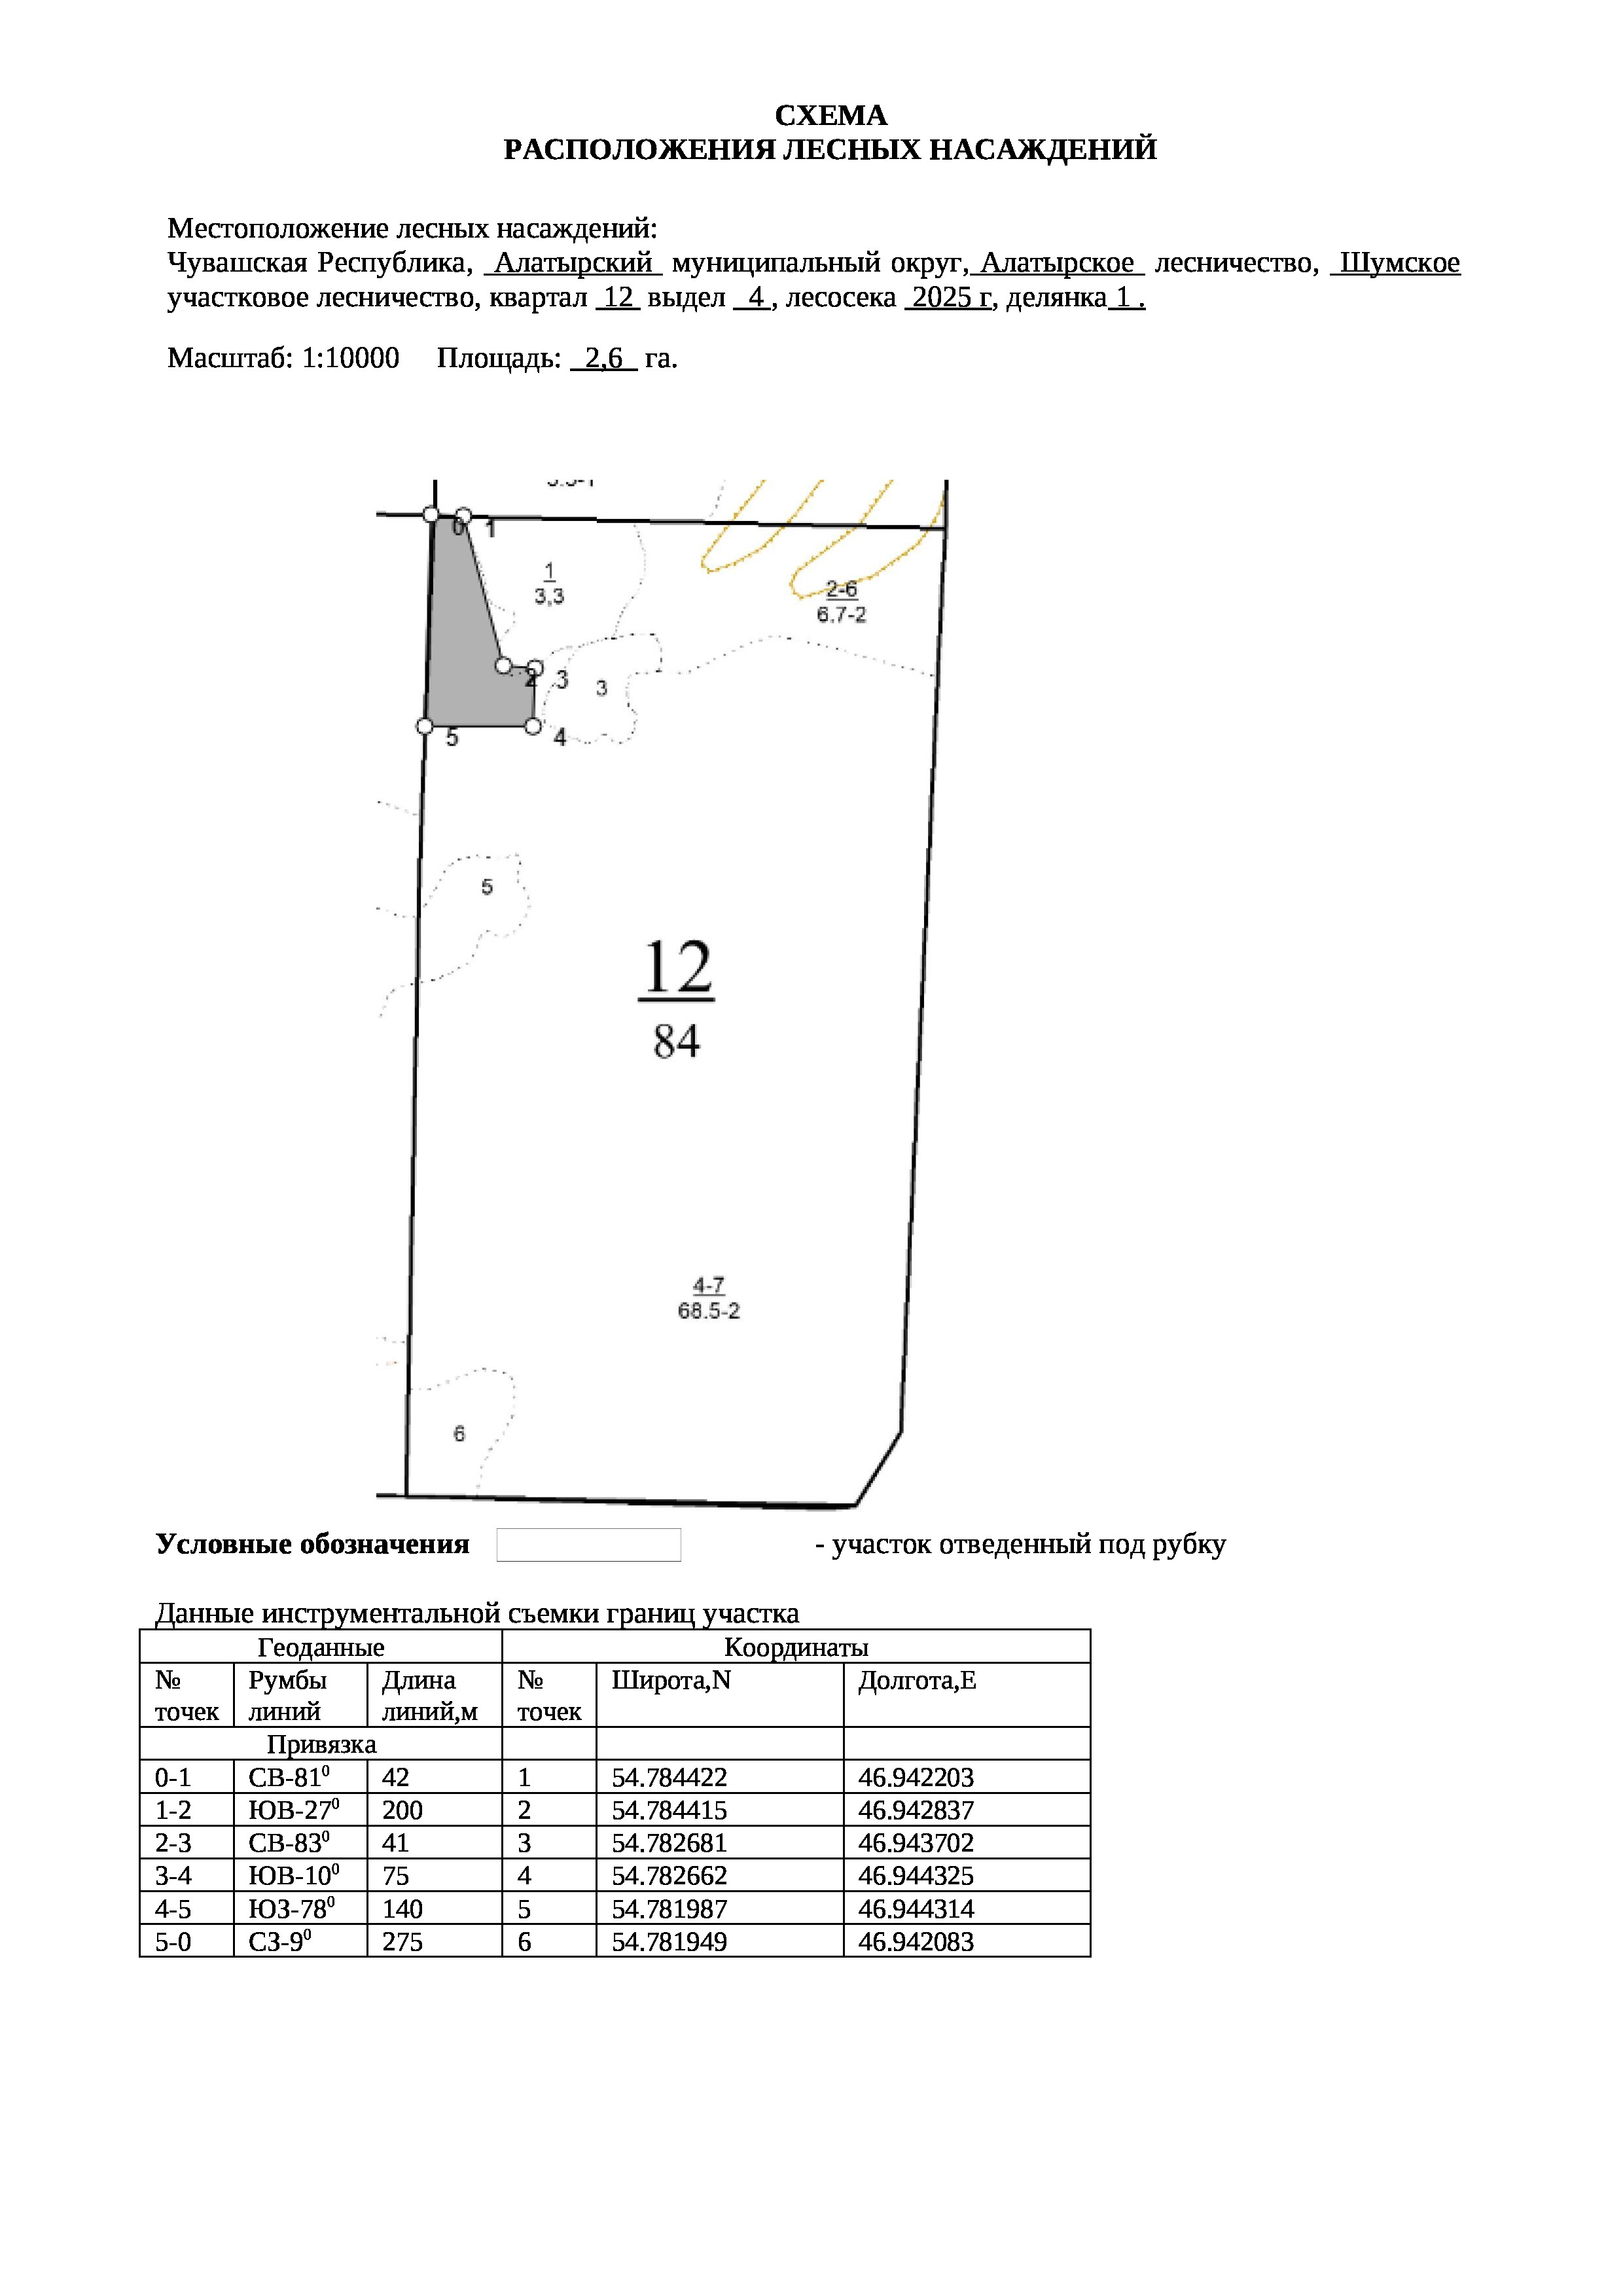 СХЕМА
РАСПОЛОЖЕНИЯ ЛЕСНЫХ НАСАЖДЕНИЙ
Местоположение лесных насаждений:
Чувашская Республика, Алатырский муниципальный округ, Алатырское лесничество, Шумское
участковое лесничество, квартал 12 выдел 4 , лесосека 2025 г, делянка 1 .
Масштаб: 1:10000 Площадь: 2,6 га.
0 1
1
3,3
2-6
6.7-2
2 3
3
5 4
5
12
84
4-7
68.5-2
6
Условные обозначения - участок отведенный под рубку
Данные инструментальной съемки границ участка
Геоданные Координаты
№ точек Румбы линий Длина линий,м № точек Широта,N Долгота,E
Привязка
0-1 СВ-81⁰ 42 1 54.784422 46.942203
1-2 ЮВ-27⁰ 200 2 54.784415 46.942837
2-3 СВ-83⁰ 41 3 54.782681 46.943702
3-4 ЮВ-10⁰ 75 4 54.782662 46.944325
4-5 ЮЗ-78⁰ 140 5 54.781987 46.944314
5-0 СЗ-9⁰ 275 6 54.781949 46.942083